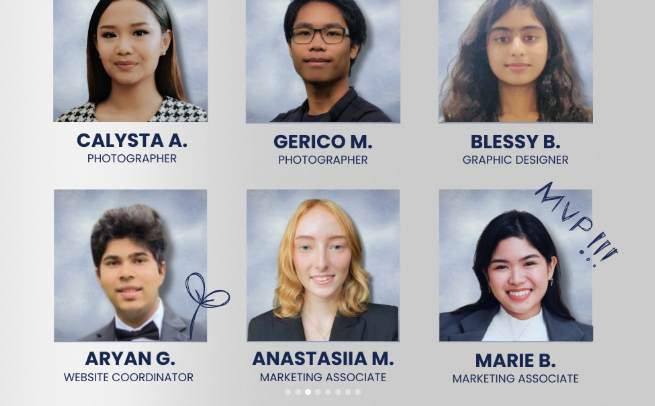 CALYSTA A.
PHOTOGRAPHER
GERICO M.
PHOTOGRAPHER
BLESSY B.
GRAPHIC DESIGNER
MVP!!!
ARYAN G.
WEBSITE COORDINATOR
ANASTASIIA M.
MARKETING ASSOCIATE
MARIE B.
MARKETING ASSOCIATE